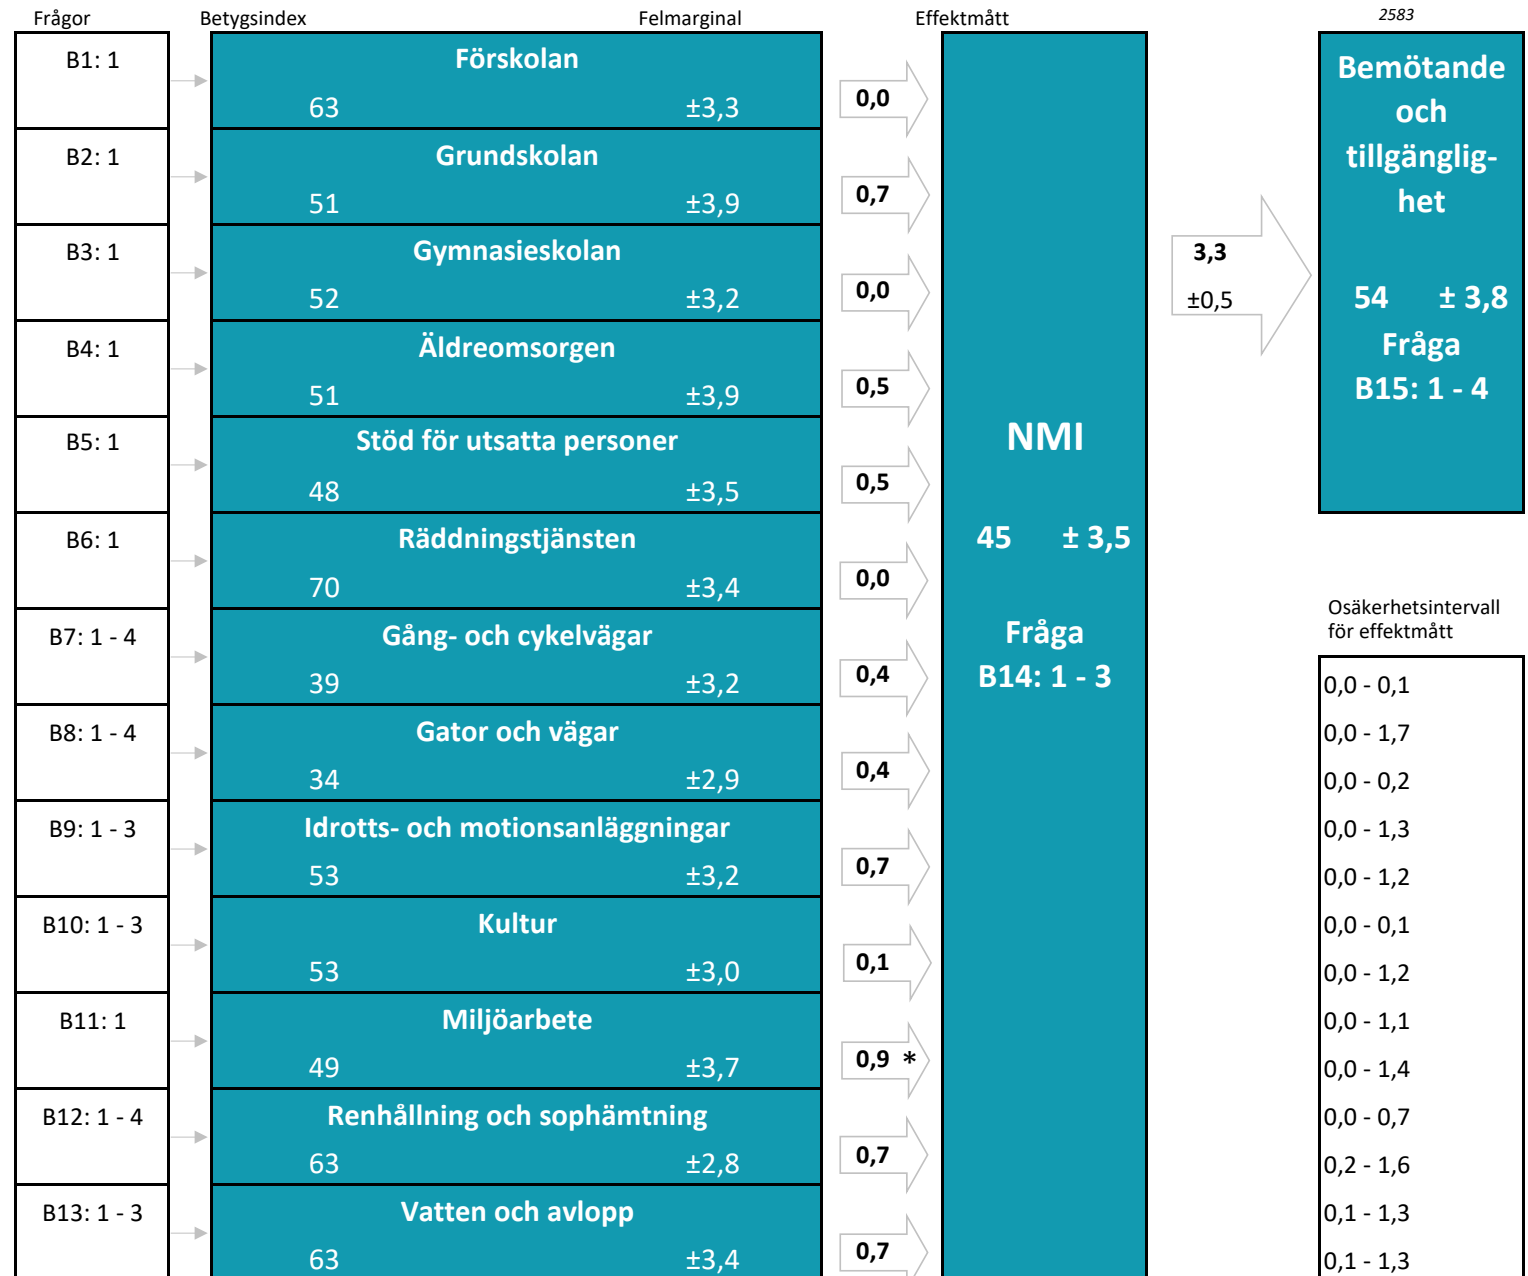 Frågor Betygsindex Felmarginal Effektmått 2583
B1: 1
Förskolan
63 ±3,3
0,0
B2: 1
Grundskolan
51 ±3,9
0,7
B3: 1
Gymnasieskolan
52 ±3,2
0,0
B4: 1
Äldreomsorgen
51 ±3,9
0,5
B5: 1
Stöd för utsatta personer
48 ±3,5
0,5
B6: 1
Räddningstjänsten
70 ±3,4
0,0
B7: 1 - 4
Gång- och cykelvägar
39 ±3,2
0,4
B8: 1 - 4
Gator och vägar
34 ±2,9
0,4
B9: 1 - 3
Idrotts- och motionsanläggningar
53 ±3,2
0,7
B10: 1 - 3
Kultur
53 ±3,0
0,1
B11: 1
Miljöarbete
49 ±3,7
0,9 *
B12: 1 - 4
Renhållning och sophämtning
63 ±2,8
0,7
B13: 1 - 3
Vatten och avlopp
63 ±3,4
0,7
NMI
45 ± 3,5
Fråga
B14: 1 - 3
3,3
±0,5
Bemötande
och
tillgänglig-
het
54 ± 3,8
Fråga
B15: 1 - 4
Osäkerhetsintervall
för effektmått
0,0 - 0,1
0,0 - 1,7
0,0 - 0,2
0,0 - 1,3
0,0 - 1,2
0,0 - 0,1
0,0 - 1,2
0,0 - 1,1
0,0 - 1,4
0,0 - 0,7
0,2 - 1,6
0,1 - 1,3
0,1 - 1,3